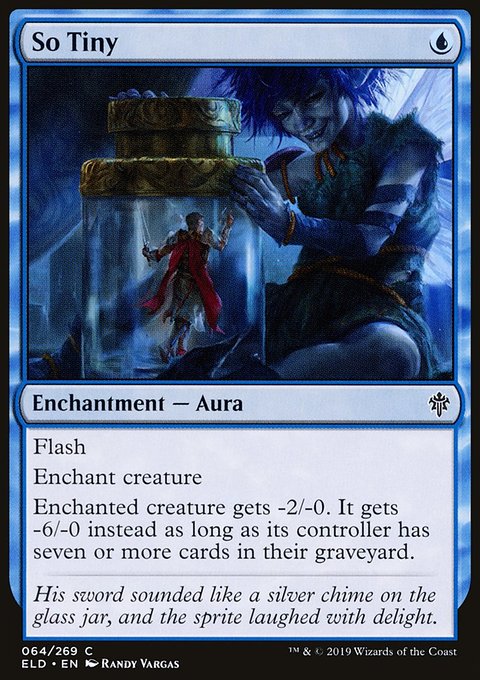 So Tiny
Enchantment — Aura
Flash
Enchant creature
Enchanted creature gets -2/-0. It gets
-6/-0 instead as long as its controller has
seven or more cards in their graveyard.
His sword sounded like a silver chime on the
glass jar, and the sprite laughed with delight.
064/269 C
ELD • EN Randy Vargas
™ & © 2019 Wizards of the Coast